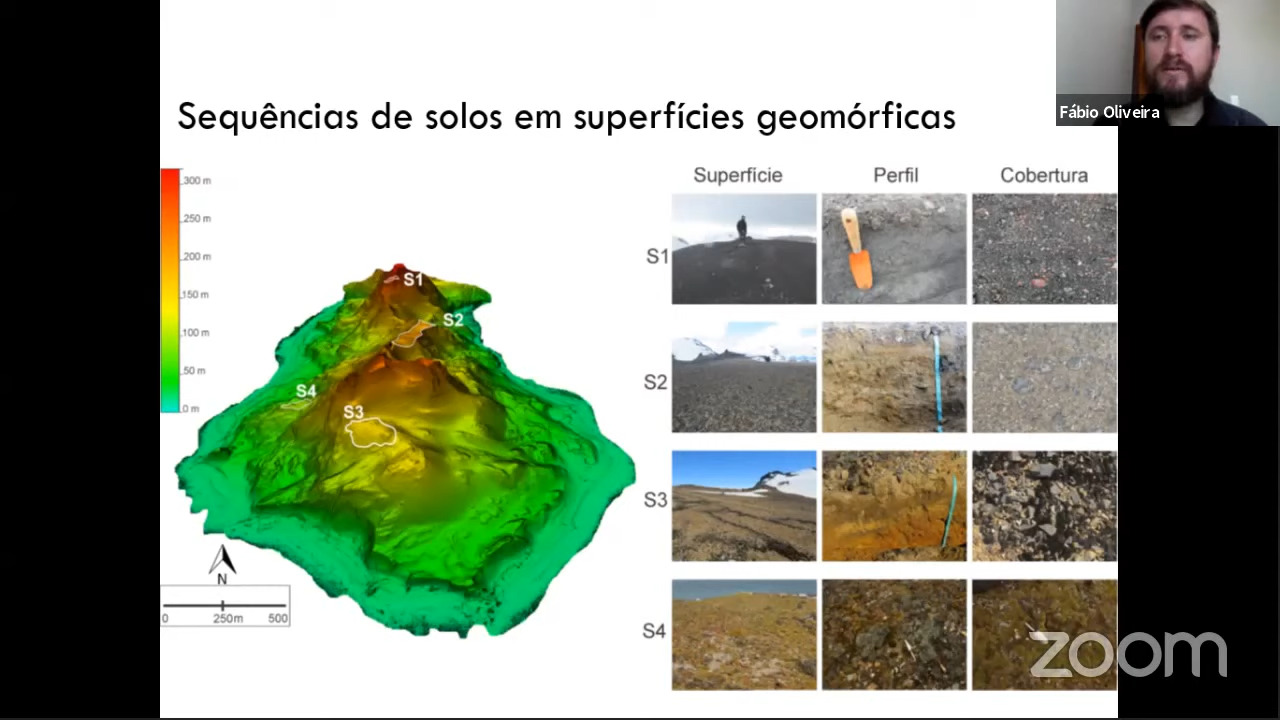 Sequências de solos em superfícies geomórficas
Fábio Oliveira
300 m
250 m
200 m
150 m
100 m
50 m
0 m
S1
S2
S4
S3
N
0 250m 500
Superfície Perfil Cobertura
S1
S2
S3
S4
zoom